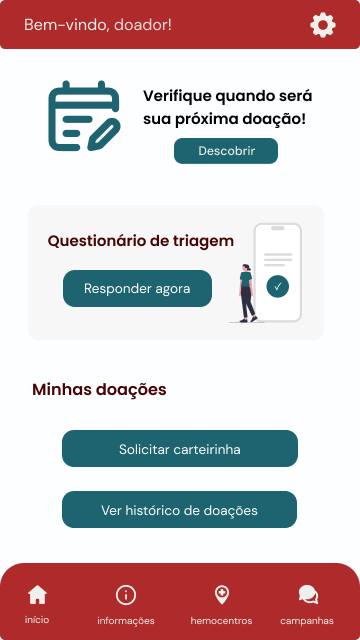 Bem-vindo, doador!
Verifique quando será
sua próxima doação!
Descobrir
Questionário de triagem
Responder agora
Minhas doações
Solicitar carteirinha
Ver histórico de doações
início
informações
hemocentros
campanhas